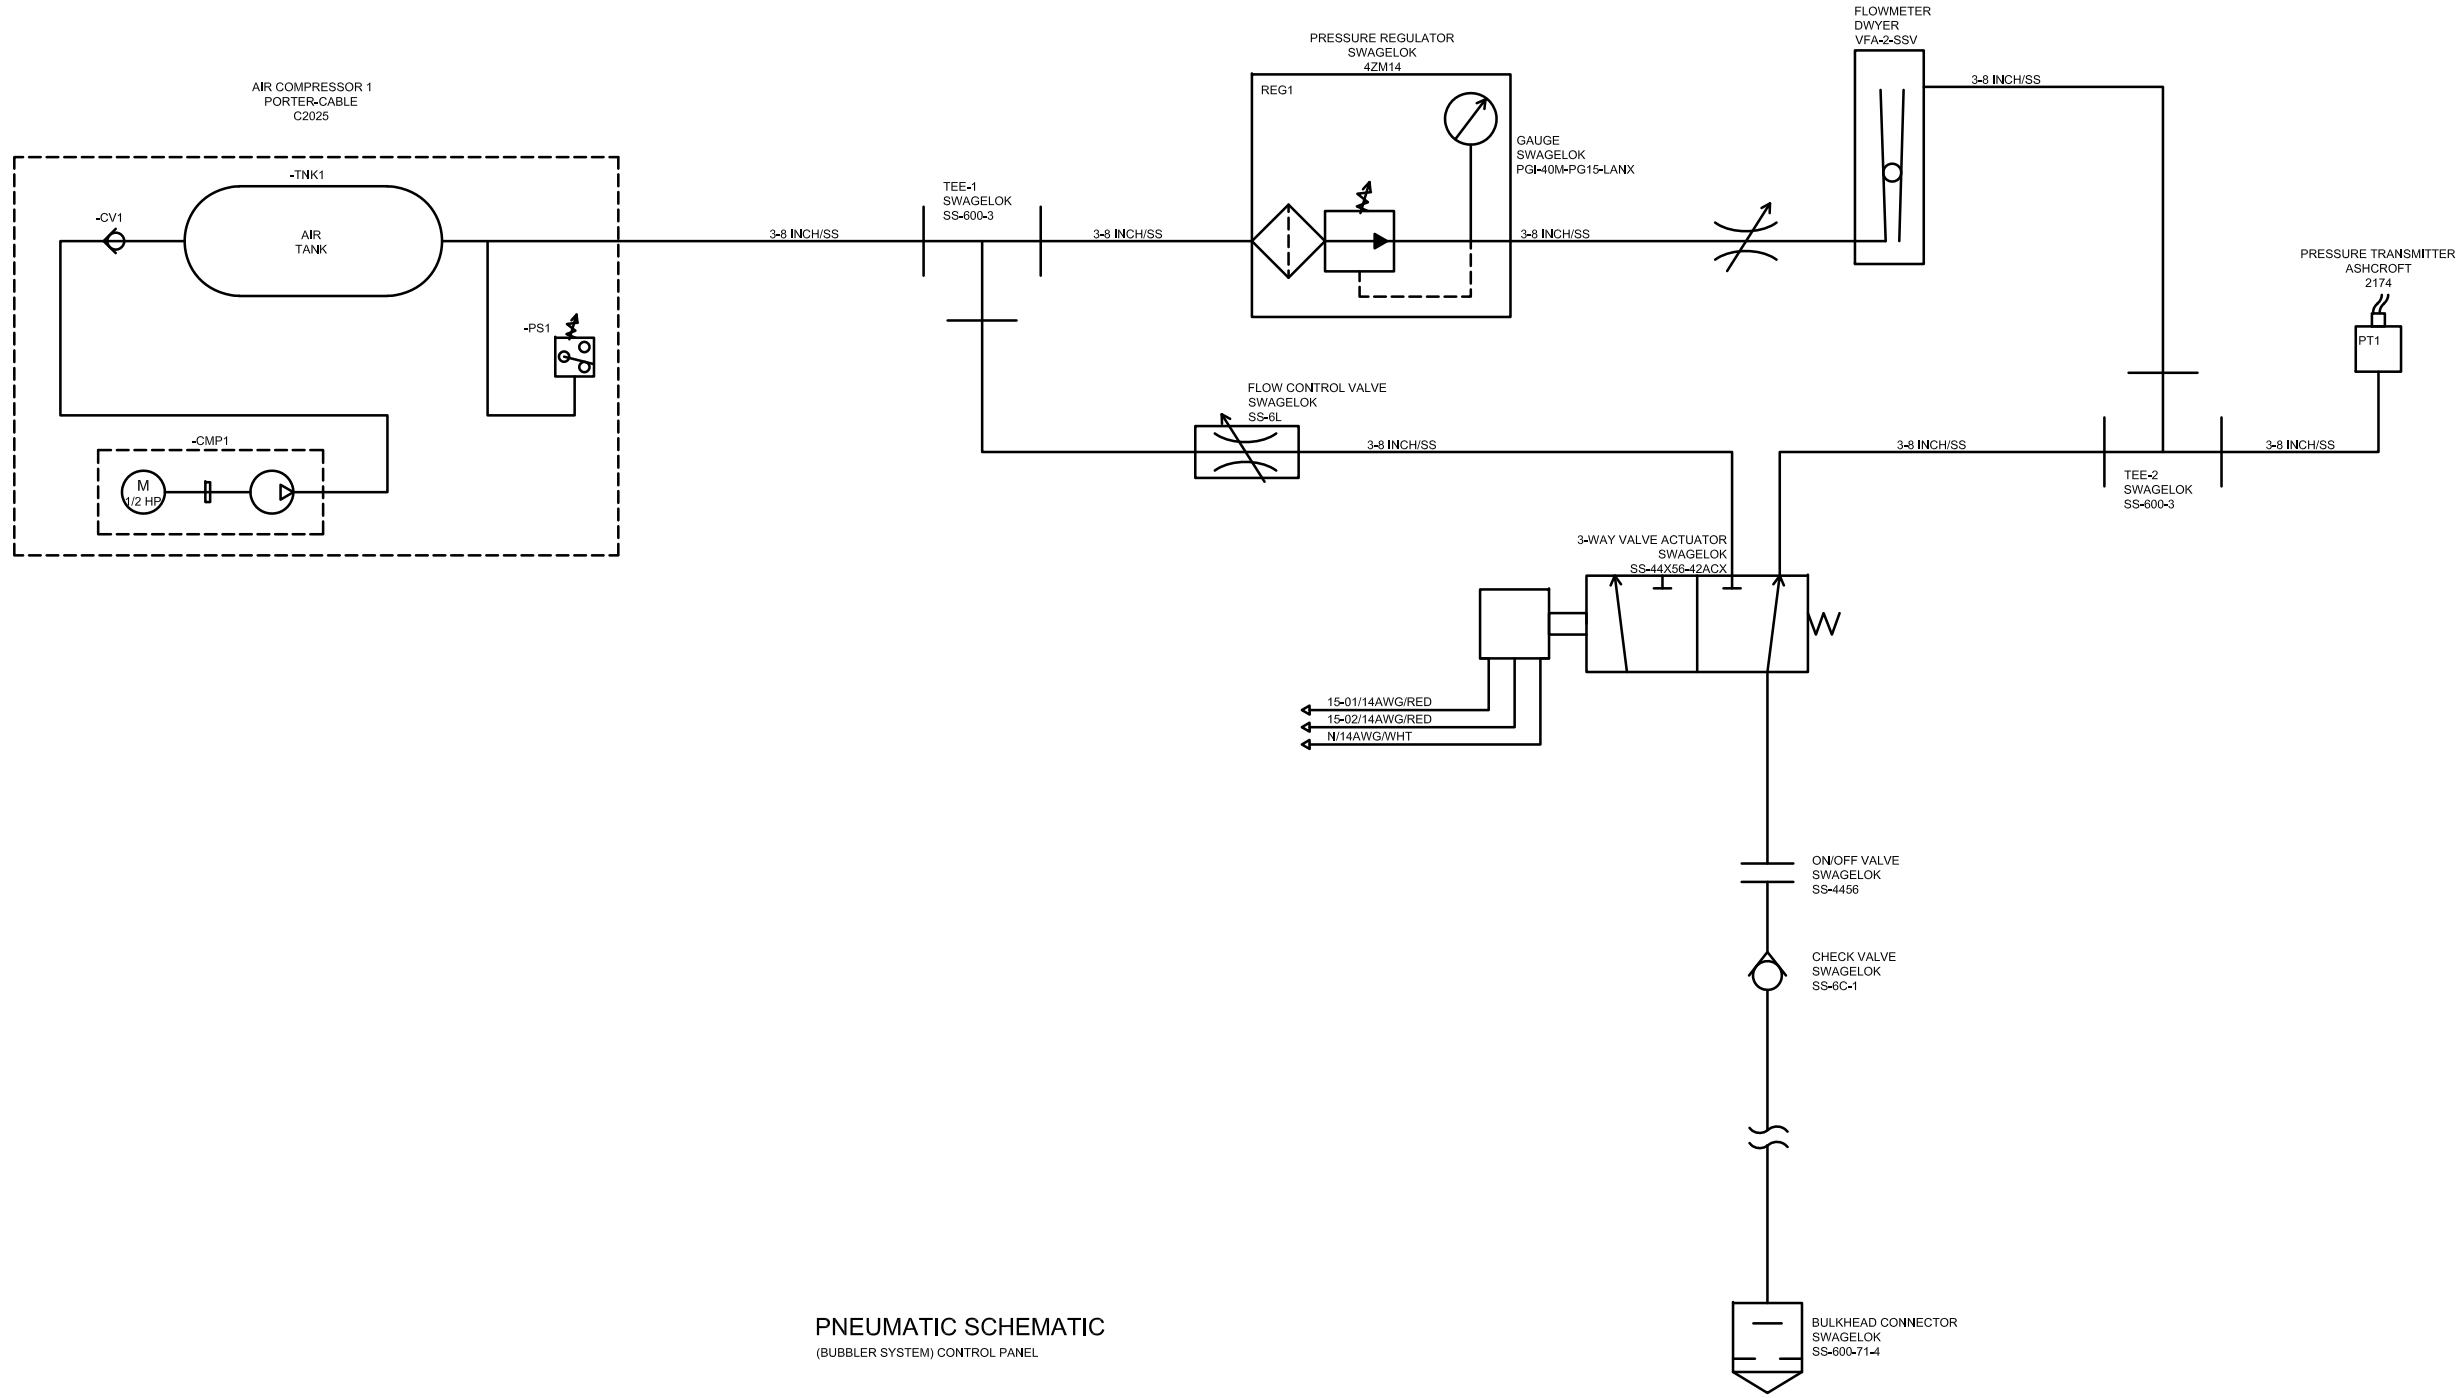 FLOWMETER
DWYER
VFA-2-SSV
PRESSURE REGULATOR
SWAGELOK
4ZM14
AIR COMPRESSOR 1
PORTER-CABLE
C2025
REG1
3-8 INCH/SS
GAUGE
SWAGELOK
PGI-40M-PG15-LANX
-TNK1
-CV1
AIR
TANK
TEE-1
SWAGELOK
SS-600-3
3-8 INCH/SS
3-8 INCH/SS
3-8 INCH/SS
PRESSURE TRANSMITTER
ASHCROFT
2174
PT1
-PS1
FLOW CONTROL VALVE
SWAGELOK
SS-6L
3-8 INCH/SS
3-8 INCH/SS
3-8 INCH/SS
-CMP1
M
1/2 HP
TEE-2
SWAGELOK
SS-600-3
3-WAY VALVE ACTUATOR
SWAGELOK
SS-44X56-42ACX
15-01/14AWG/RED
15-02/14AWG/RED
N/14AWG/WHT
ON/OFF VALVE
SWAGELOK
SS-4456
CHECK VALVE
SWAGELOK
SS-6C-1
PNEUMATIC SCHEMATIC
(BUBBLER SYSTEM) CONTROL PANEL
BULKHEAD CONNECTOR
SWAGELOK
SS-600-71-4